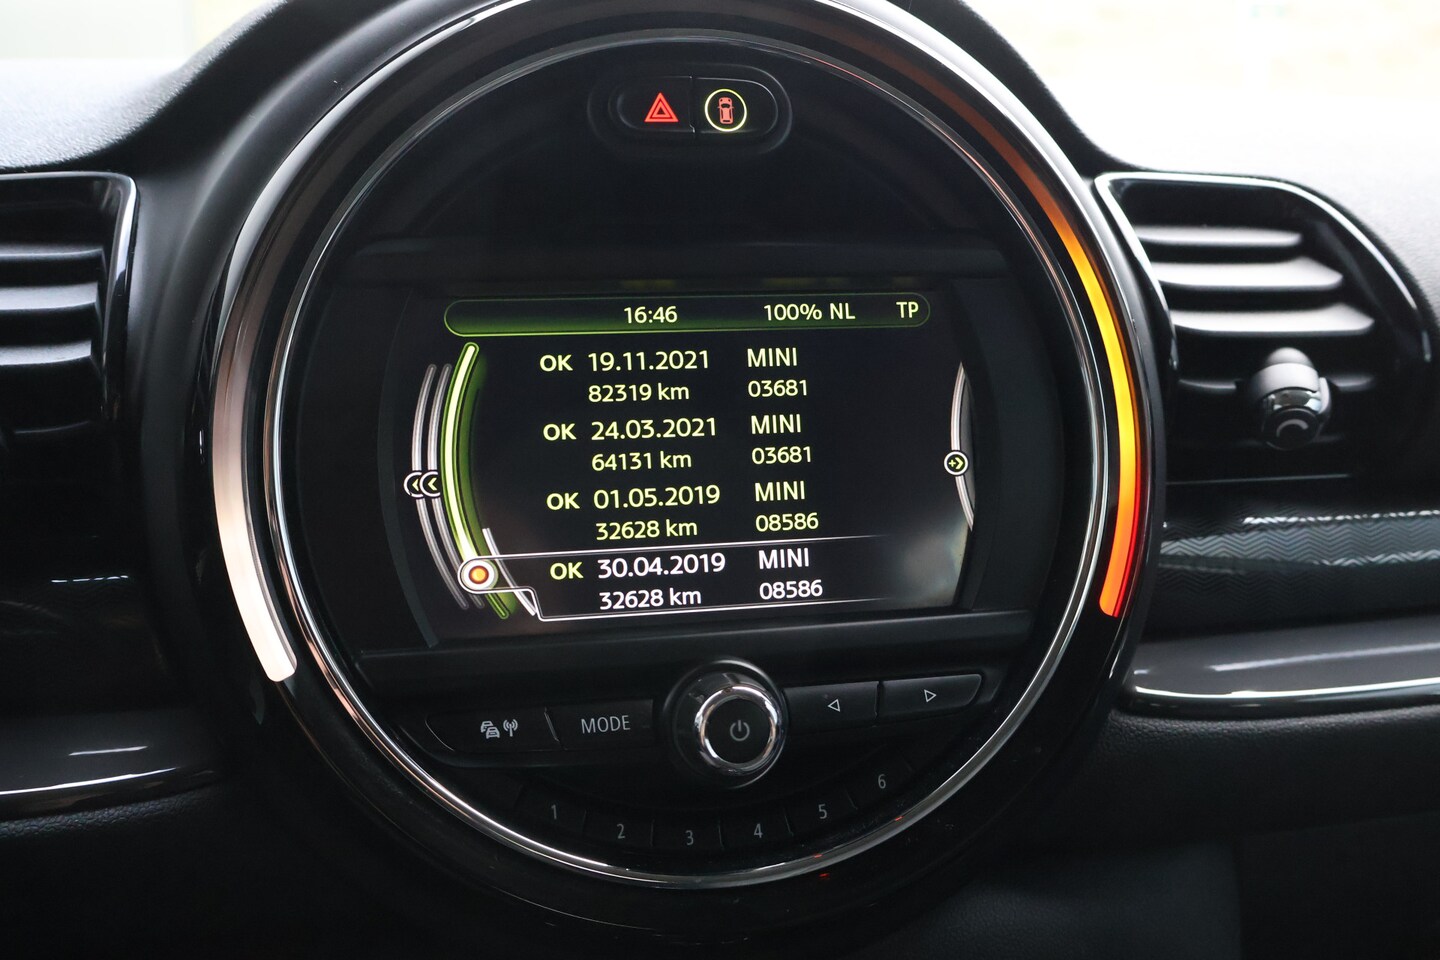 16:46 100% NL TP
OK 19.11.2021 MINI
82319 km 03681
OK 24.03.2021 MINI
64131 km 03681
OK 01.05.2019 MINI
32628 km 08586
OK 30.04.2019 MINI
32628 km 08586
MODE
1 2 3 4 5 6